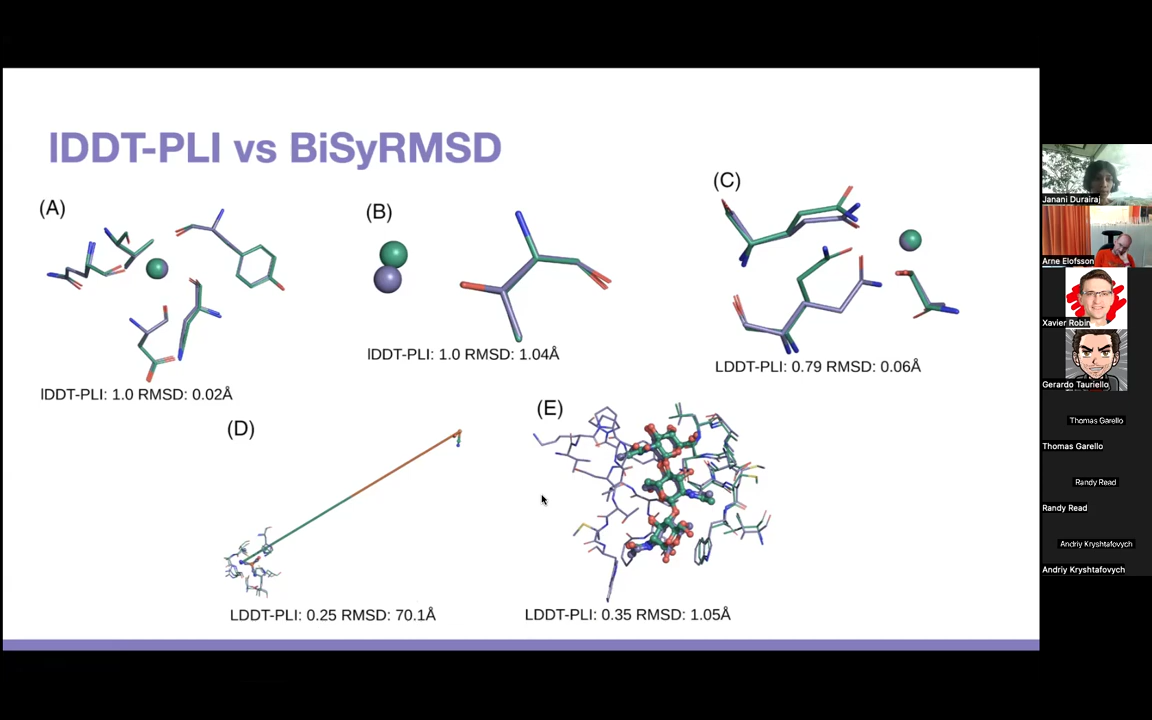 lDDT-PLI vs BiSyRMSD
(A)
lDDT-PLI: 1.0 RMSD: 0.02Å
(B)
lDDT-PLI: 1.0 RMSD: 1.04Å
(C)
LDDT-PLI: 0.79 RMSD: 0.06Å
(D)
LDDT-PLI: 0.25 RMSD: 70.1Å
(E)
LDDT-PLI: 0.35 RMSD: 1.05Å
Janani Durairaj
Arne Elofsson
Xavier Robin
Gerardo Tauriello
Thomas Garello
Thomas Garello
Randy Read
Randy Read
Andriy Kryshtafovych
Andriy Kryshtafovych